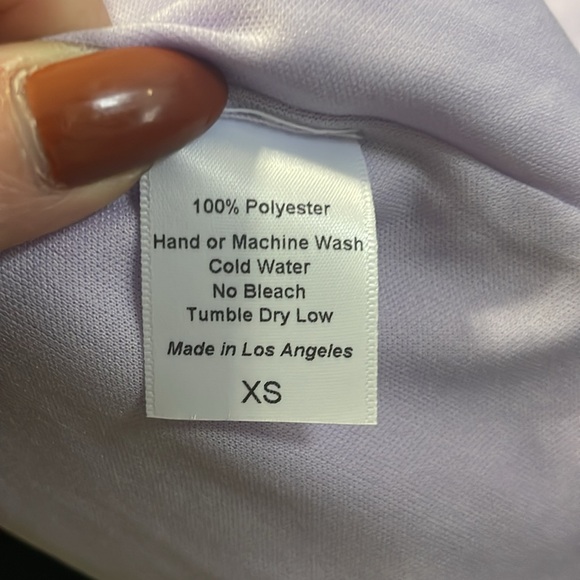 100% Polyester
Hand or Machine Wash
Cold Water
No Bleach
Tumble Dry Low
Made in Los Angeles
XS